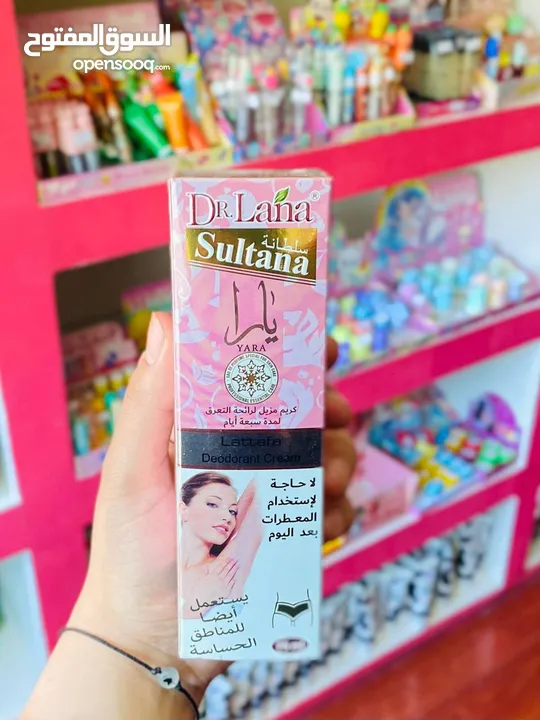 السوق المفتوح
opensooq.com
DR. Lana®
سلطانة
Sultana
يارا
YARA
كريم مزيل لرائحة التعرق
لمدة سبعة أيام
Lattafa
Deodorant Cream
لا حاجة
لإستخدام
المعطرات
بعد اليوم
يستعمل
أيضا
للمناطق
الحساسة